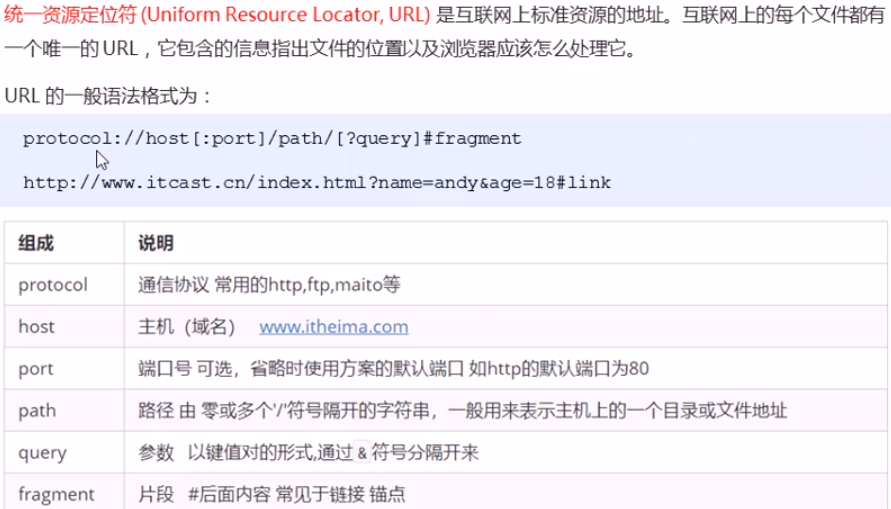 统一资源定位符 (Uniform Resource Locator, URL) 是互联网上标准资源的地址。互联网上的每个文件都有
一个唯一的 URL，它包含的信息指出文件的位置以及浏览器应该怎么处理它。
URL 的一般语法格式为：
protocol://host[:port]/path/[?query]#fragment
http://www.itcast.cn/index.html?name=andy&age=18#link
组成 说明
protocol 通信协议 常用的http,ftp,maito等
host 主机（域名） www.itheima.com
port 端口号 可选，省略时使用方案的默认端口 如http的默认端口为80
path 路径 由 零或多个'/'符号隔开的字符串，一般用来表示主机上的一个目录或文件地址
query 参数 以键值对的形式,通过 & 符号分隔开来
fragment 片段 #后面内容 常见于链接 锚点